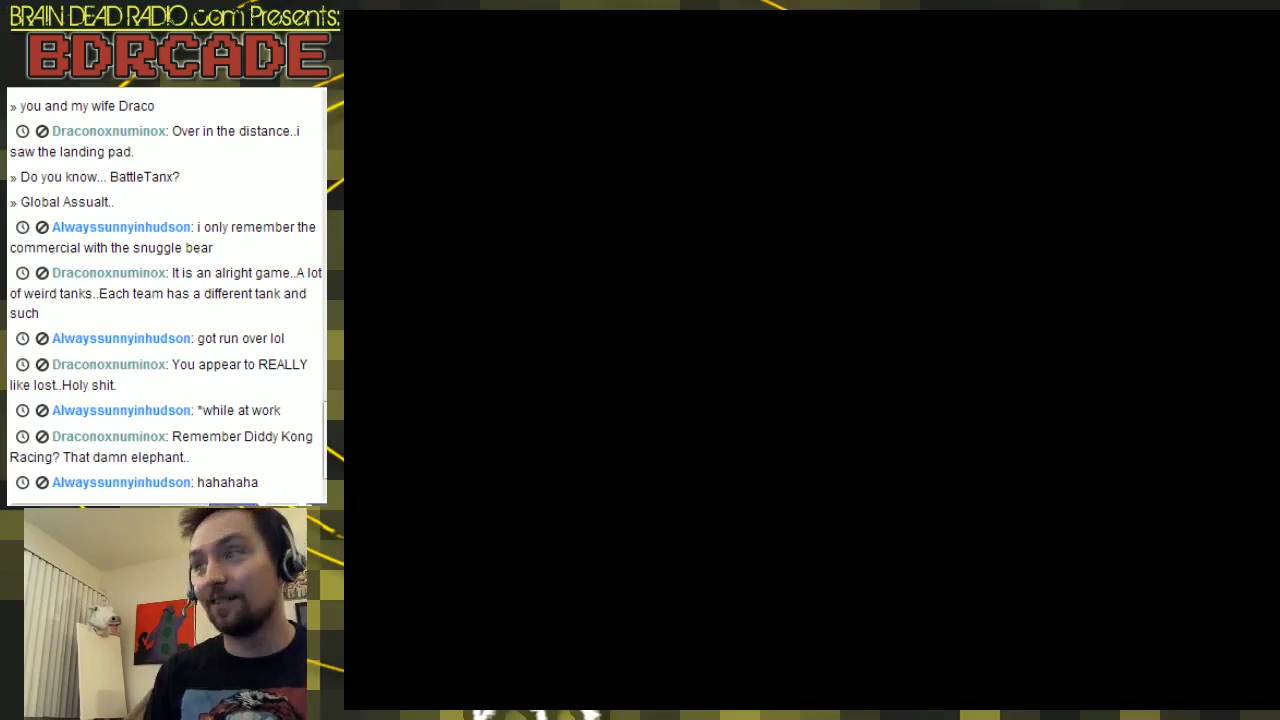 BRAIN DEAD RADIO.com Presents:
BDRCADE
» you and my wife Draco
Draconoxnuminox: Over in the distance..i
saw the landing pad.
» Do you know... BattleTanx?
» Global Assualt..
Alwayssunnyinhudson: i only remember the
commercial with the snuggle bear
Draconoxnuminox: It is an alright game..A lot
of weird tanks..Each team has a different tank and
such
Alwayssunnyinhudson: got run over lol
Draconoxnuminox: You appear to REALLY
like lost..Holy shit.
Alwayssunnyinhudson: *while at work
Draconoxnuminox: Remember Diddy Kong
Racing? That damn elephant..
Alwayssunnyinhudson: hahahaha